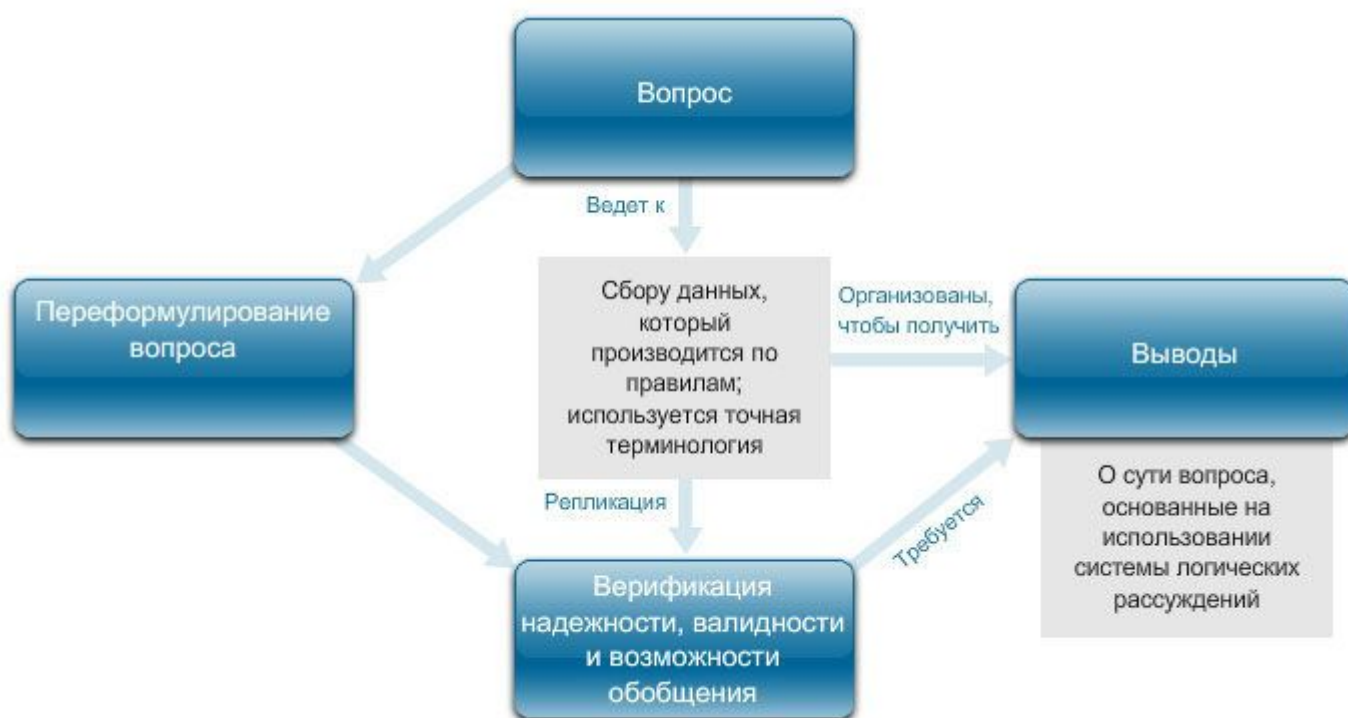 Вопрос
Ведет к
Переформулирование
вопроса
Сбору данных,
который
производится по
правилам;
используется точная
терминология
Организованы,
чтобы получить
Выводы
О сути вопроса,
основанные на
использовании
системы логических
рассуждений
Репликация
Требуется
Верификация
надежности, валидности
и возможности
обобщения